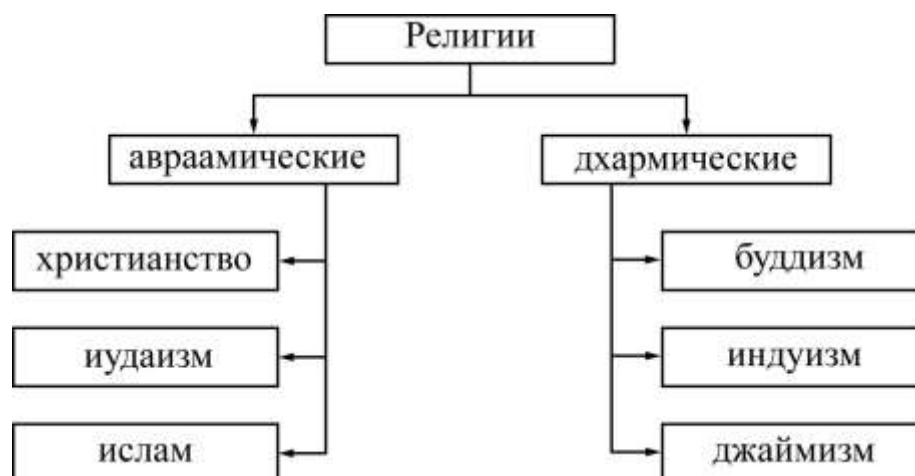 Религии
авраамические
дхармические
христианство
буддизм
иудаизм
индуизм
ислам
джаймизм